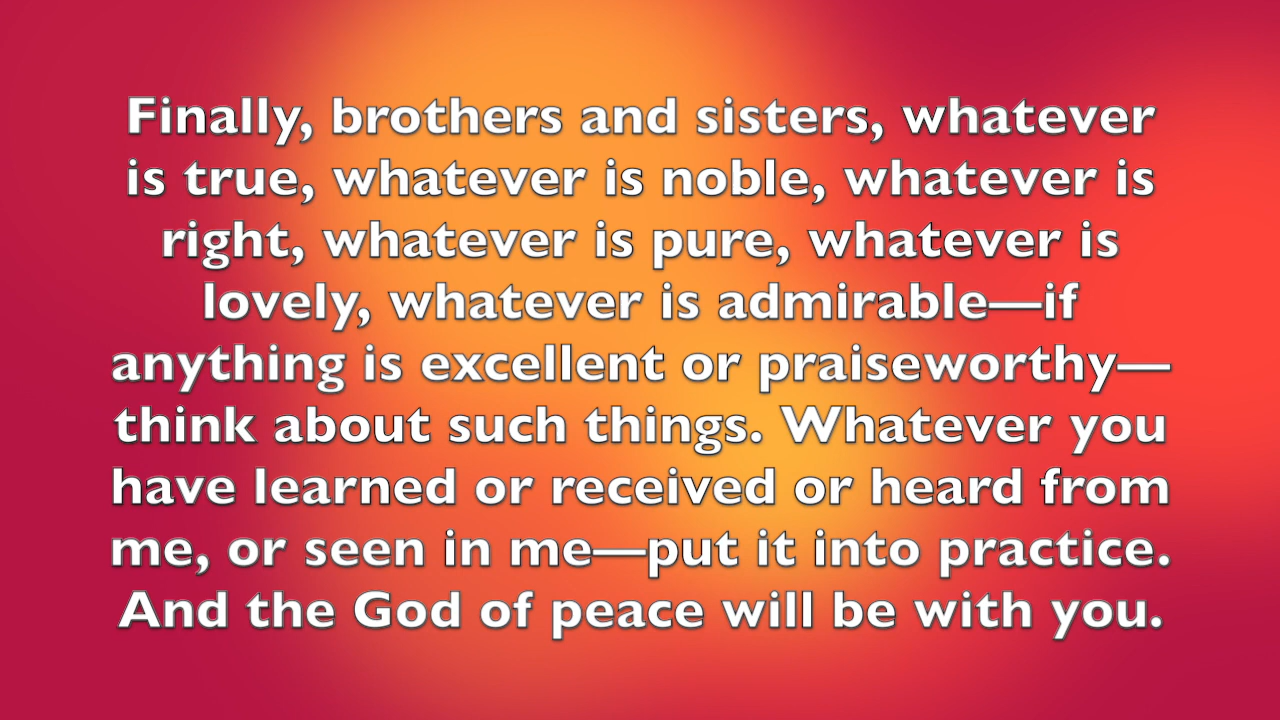 Finally, brothers and sisters, whatever
is true, whatever is noble, whatever is
right, whatever is pure, whatever is
lovely, whatever is admirable—if
anything is excellent or praiseworthy—
think about such things. Whatever you
have learned or received or heard from
me, or seen in me—put it into practice.
And the God of peace will be with you.